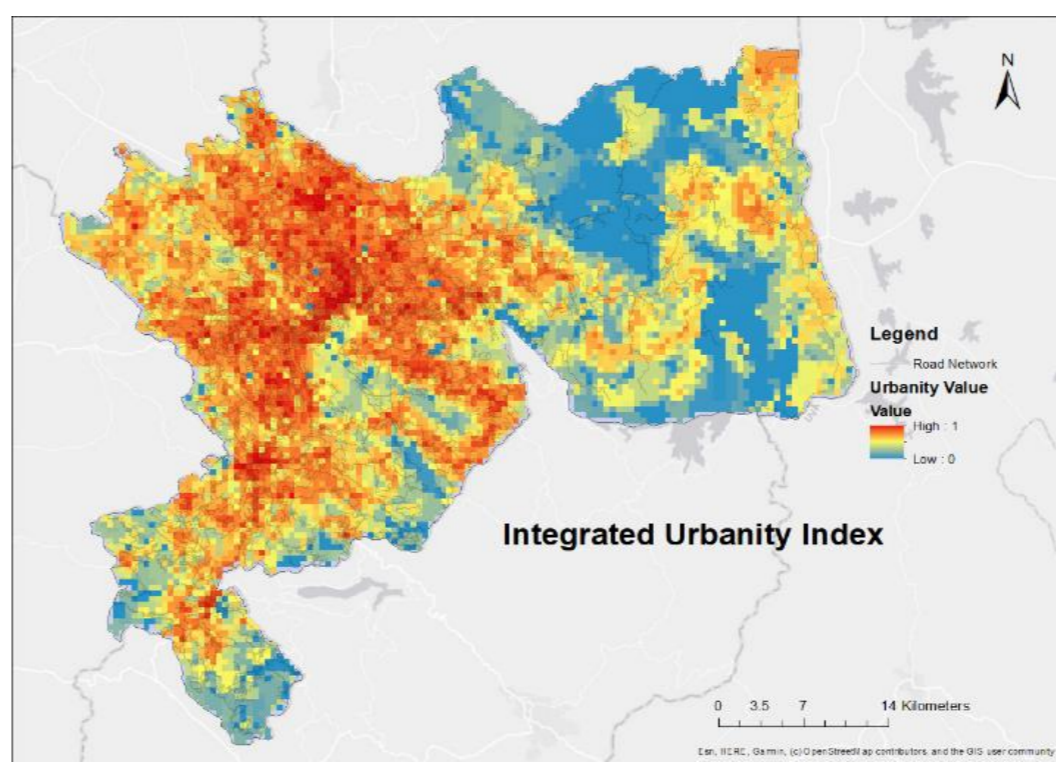 N
Legend
Road Network
Urbanity Value
Value
High : 1
Low : 0
Integrated Urbanity Index
0 3.5 7 14 Kilometers
Esri, HERE, Garmin, (c) OpenStreetMap contributors, and the GIS user community